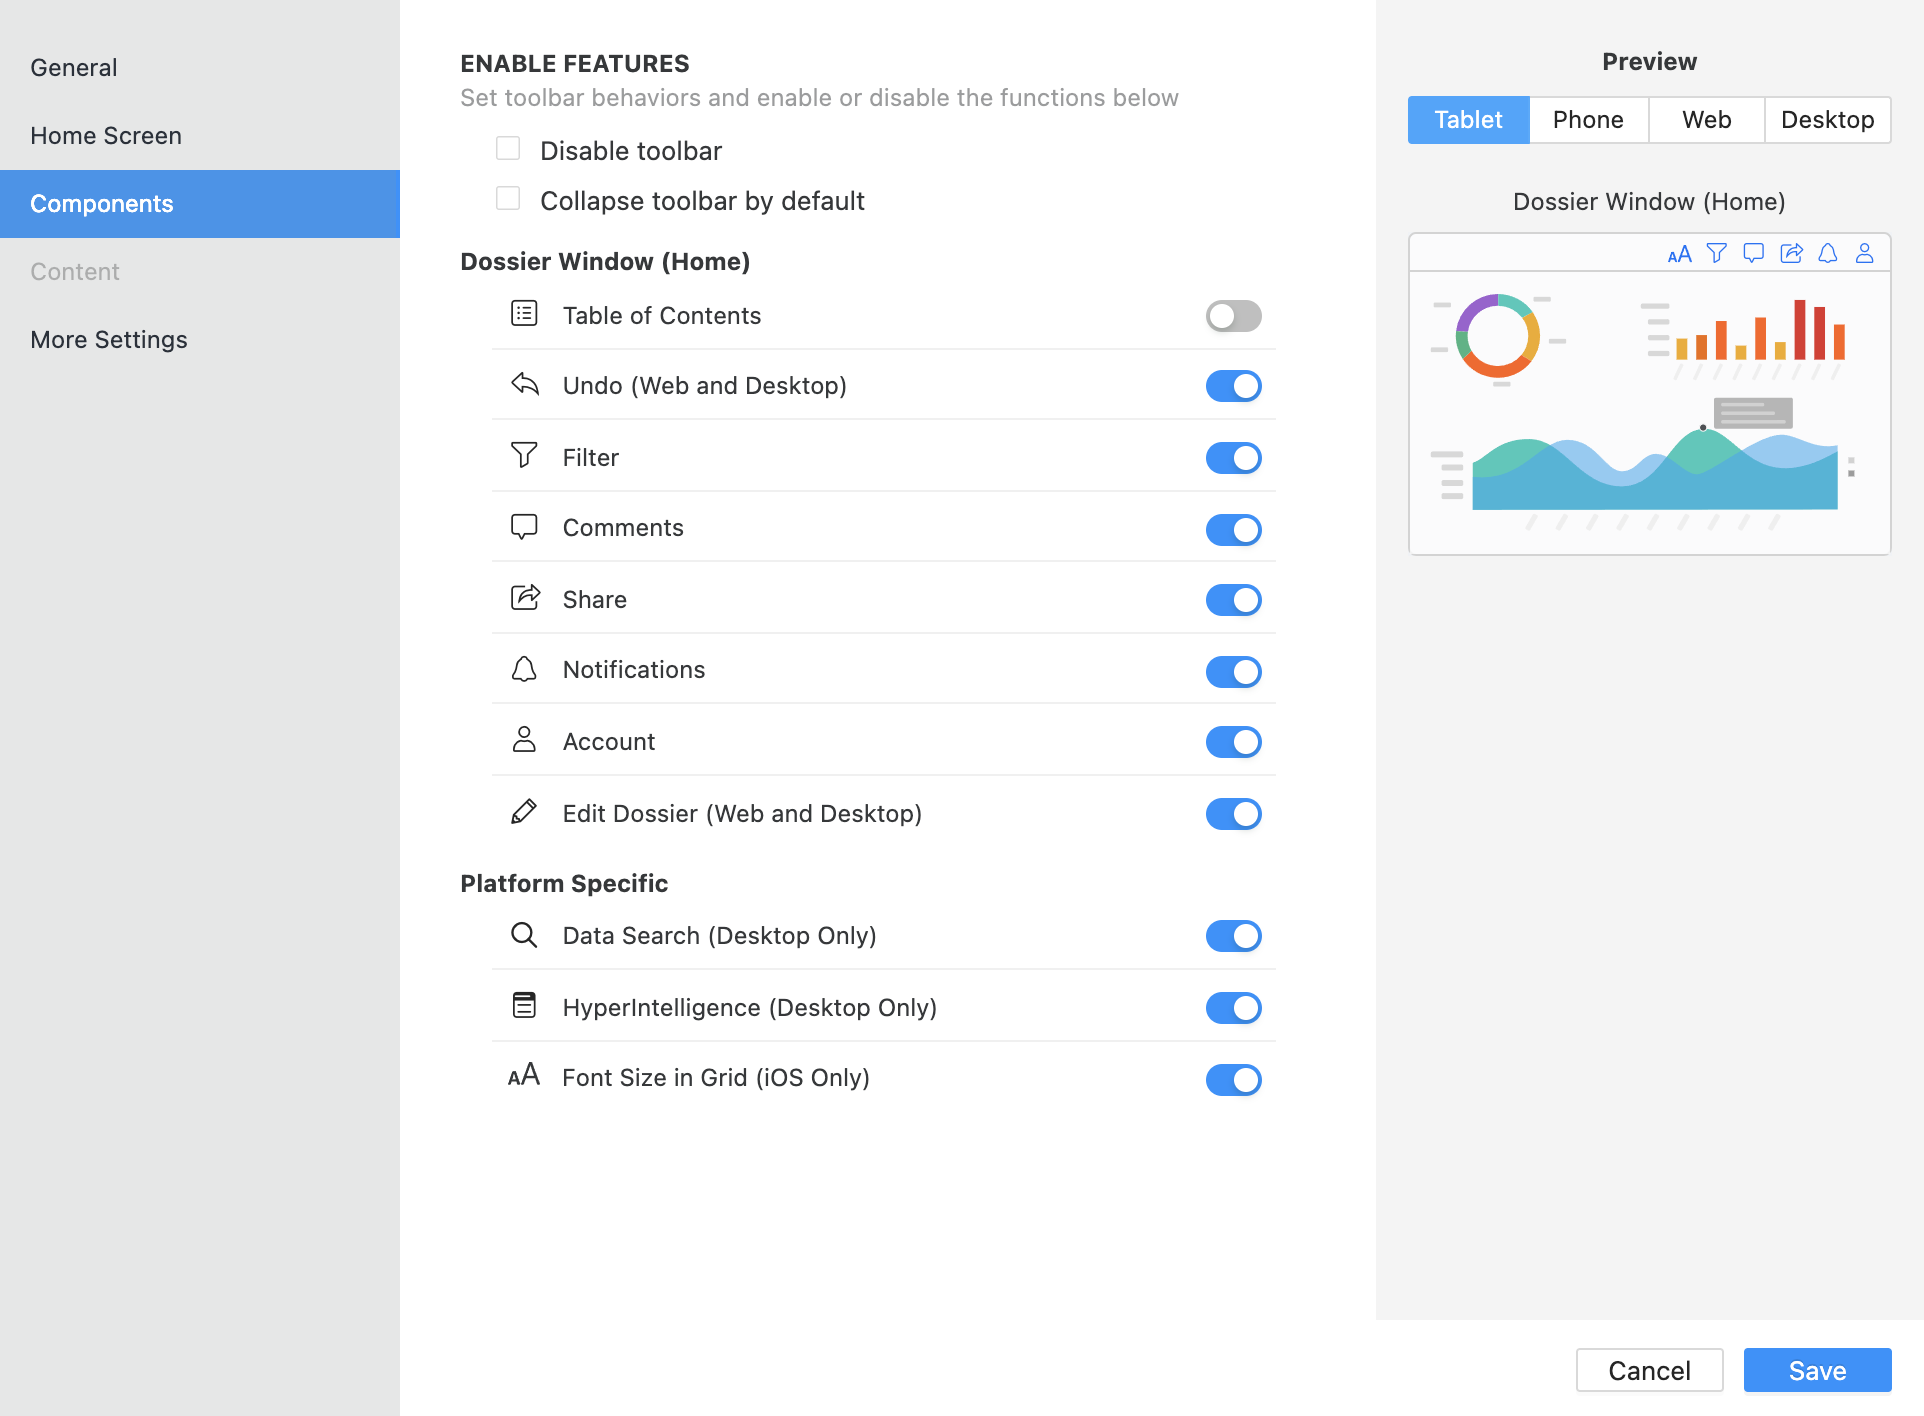 General
Home Screen
Components
Content
More Settings
ENABLE FEATURES
Set toolbar behaviors and enable or disable the functions below
Disable toolbar
Collapse toolbar by default
Dossier Window (Home)
Table of Contents
Undo (Web and Desktop)
Filter
Comments
Share
Notifications
Account
Edit Dossier (Web and Desktop)
Platform Specific
Data Search (Desktop Only)
HyperIntelligence (Desktop Only)
AA Font Size in Grid (iOS Only)
Preview
Tablet Phone Web Desktop
Dossier Window (Home)
AA
Cancel Save